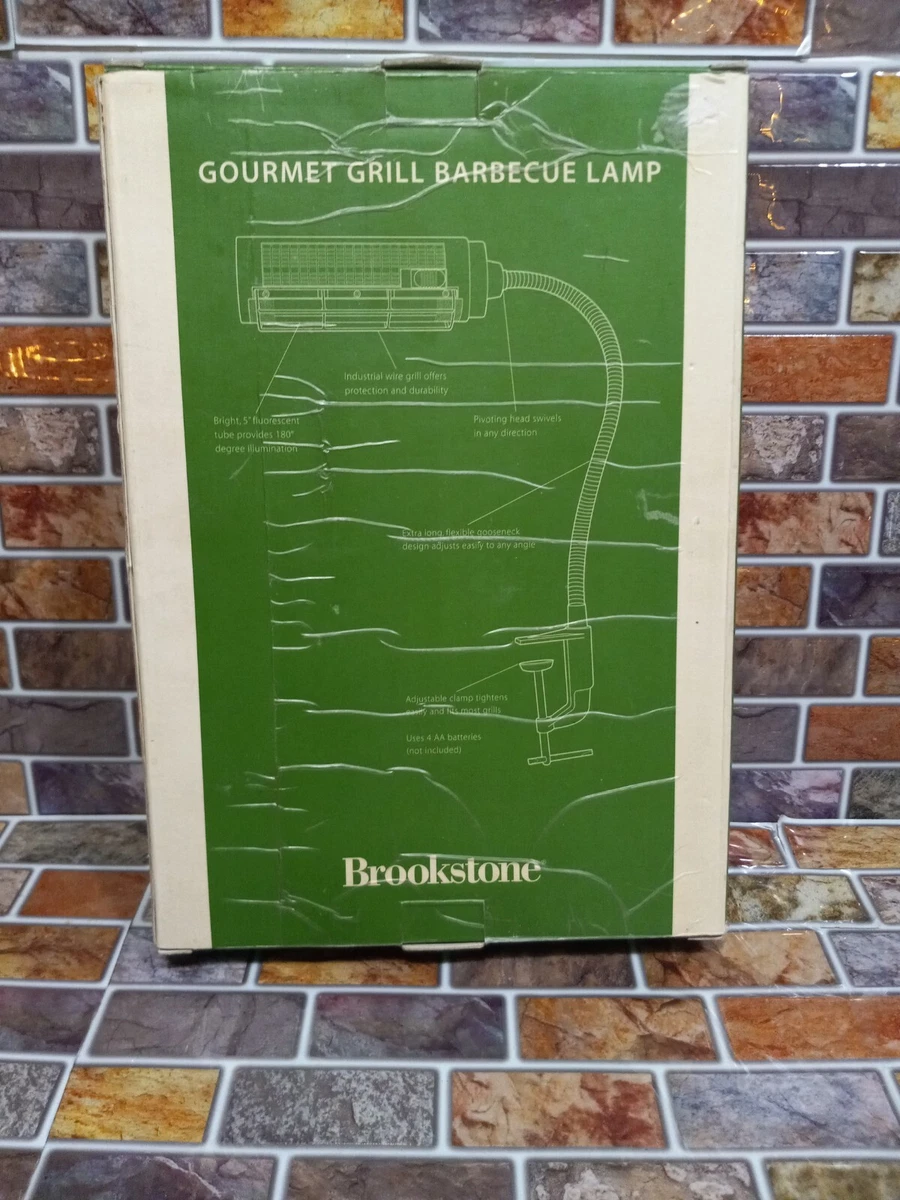 GOURMET GRILL BARBECUE LAMP
Industrial wire grill offers
protection and durability
Bright, 5" fluorescent
tube provides 180°
degree illumination
Pivoting head swivels
in any direction
Extra long, flexible gooseneck
design adjusts easily to any angle
Adjustable clamp tightens
easily and fits most grills
Uses 4 AA batteries
(not included)
Brookstone